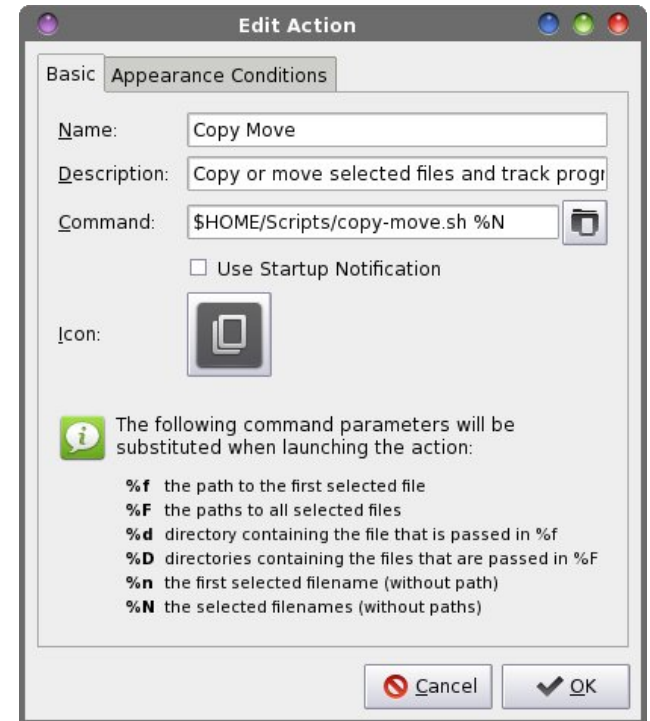 Edit Action
Basic Appearance Conditions
Name: Copy Move
Description: Copy or move selected files and track progr
Command: $HOME/Scripts/copy-move.sh %N
Use Startup Notification
Icon:
The following command parameters will be
substituted when launching the action:
%f the path to the first selected file
%F the paths to all selected files
%d directory containing the file that is passed in %f
%D directories containing the files that are passed in %F
%n the first selected filename (without path)
%N the selected filenames (without paths)
Cancel OK